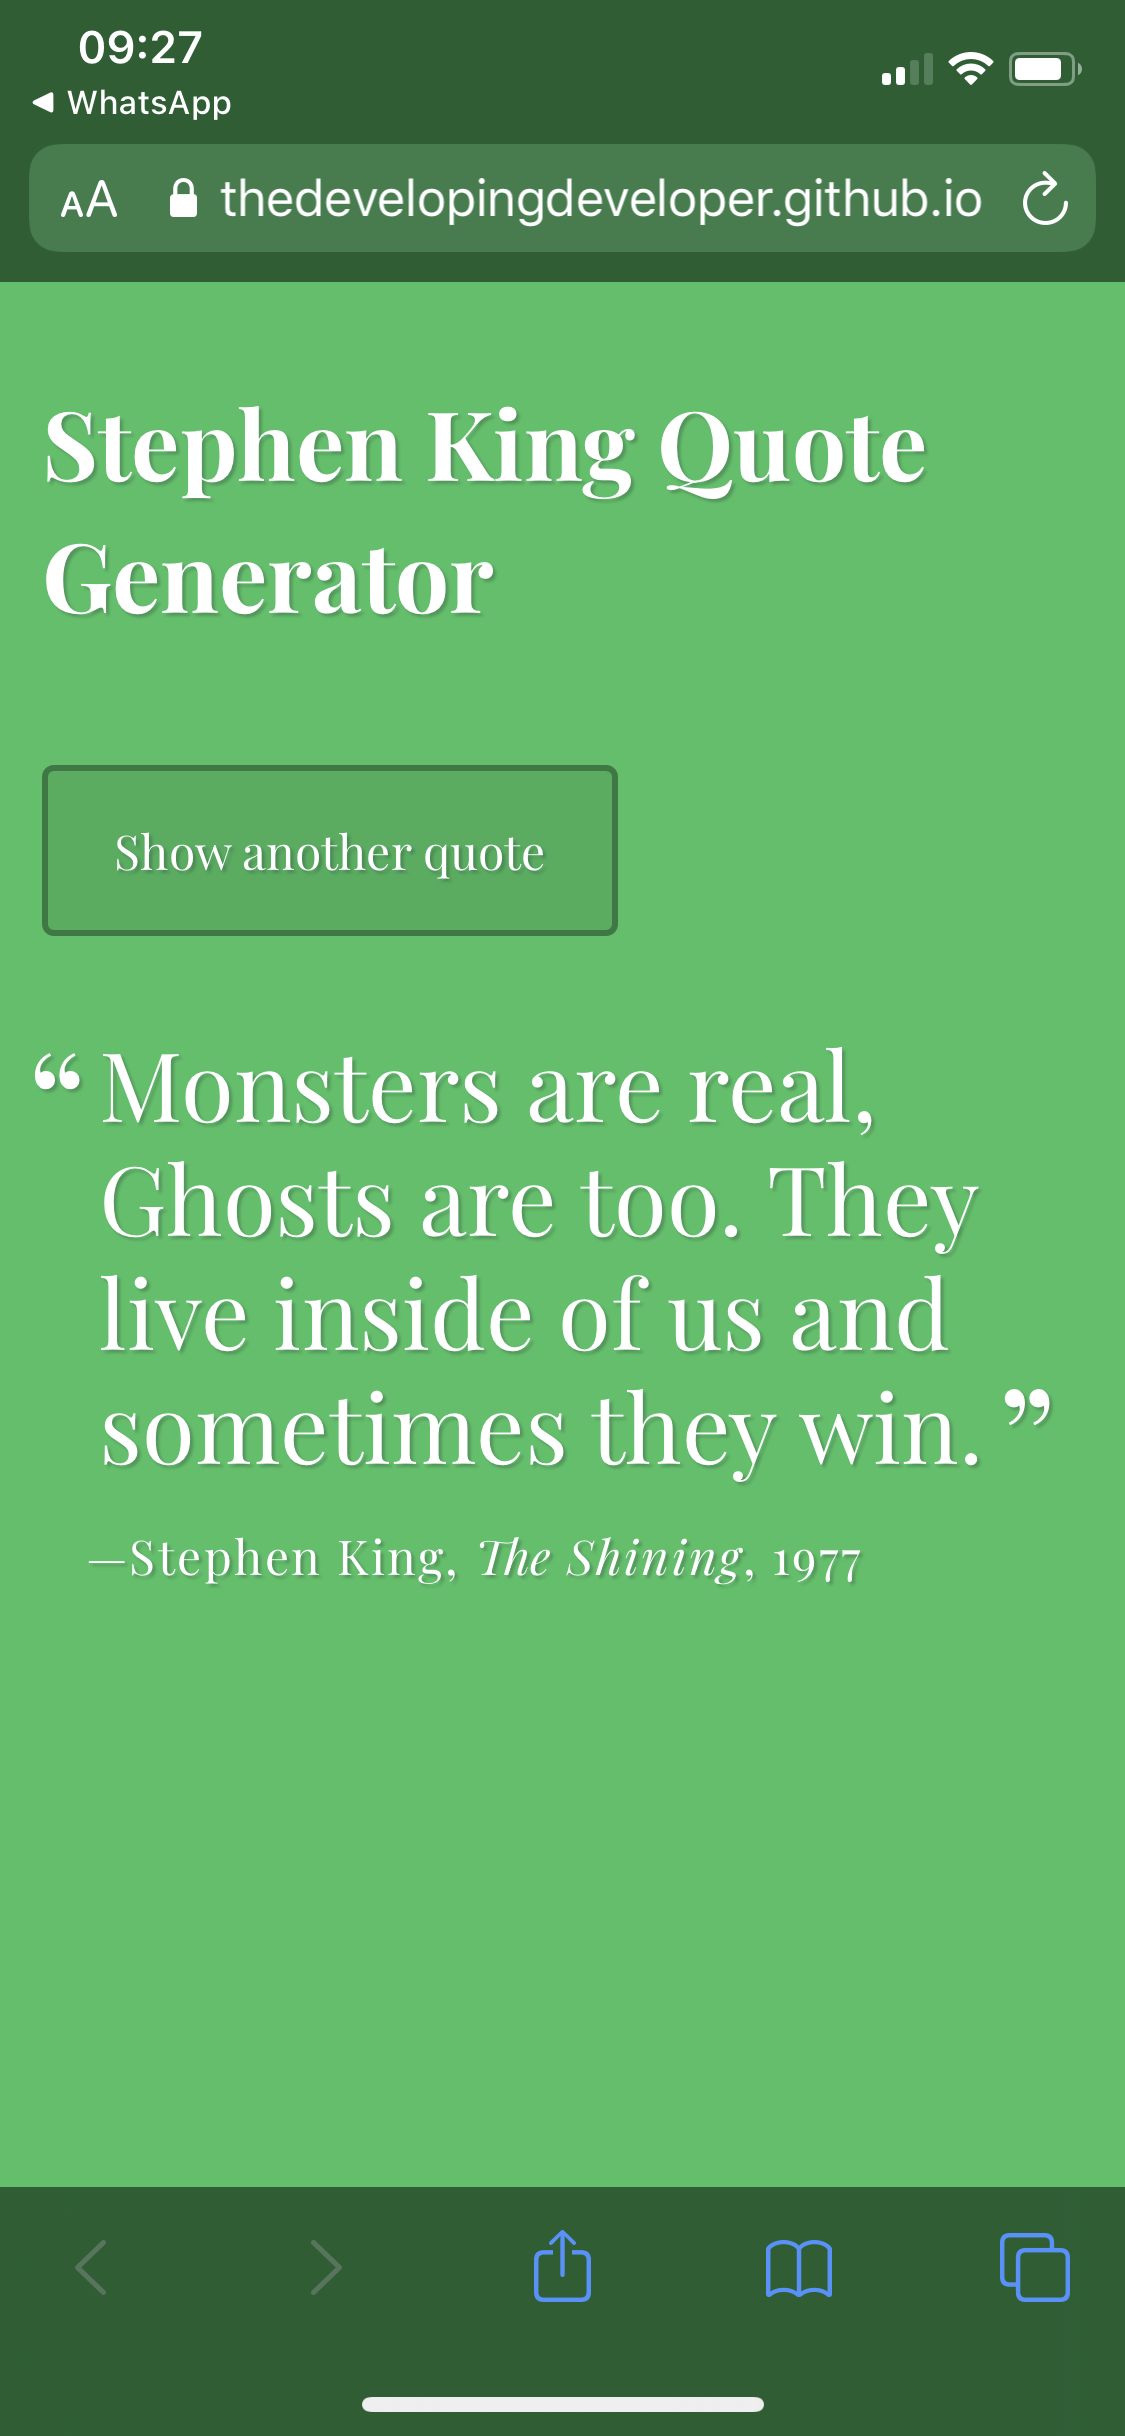 09:27
WhatsApp
AA thedevelopingdeveloper.github.io
Stephen King Quote
Generator
Show another quote
“ Monsters are real,
Ghosts are too. They
live inside of us and
sometimes they win. ”
—Stephen King, The Shining, 1977